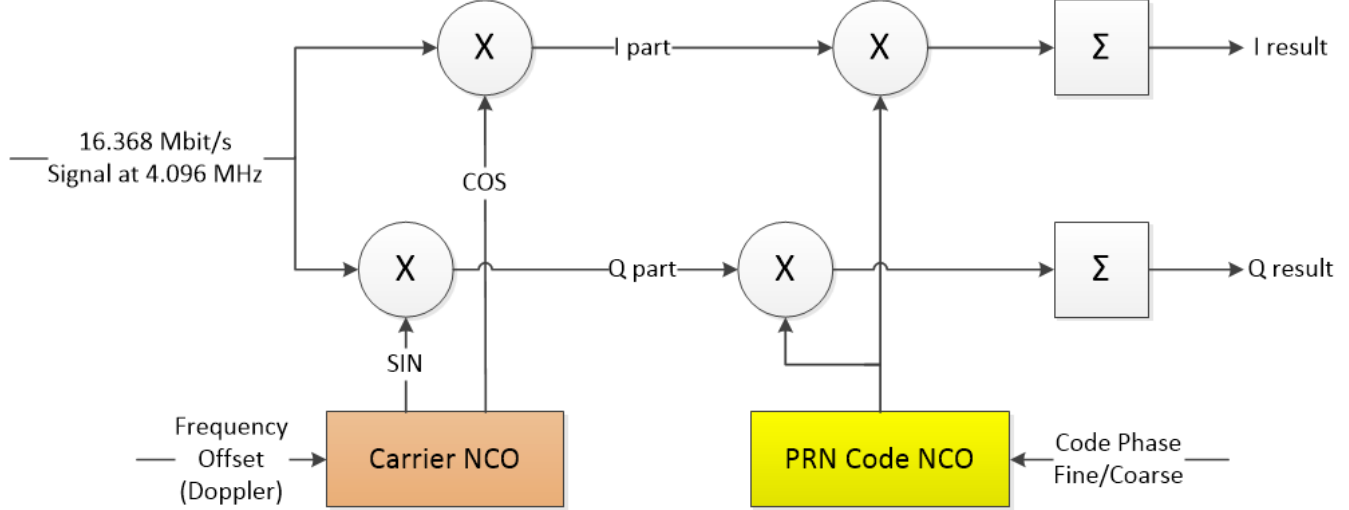 X
I part
X
Σ
I result
16.368 Mbit/s
Signal at 4.096 MHz
COS
X
Q part
X
Σ
Q result
SIN
Frequency
Offset
(Doppler)
Carrier NCO
PRN Code NCO
Code Phase
Fine/Coarse